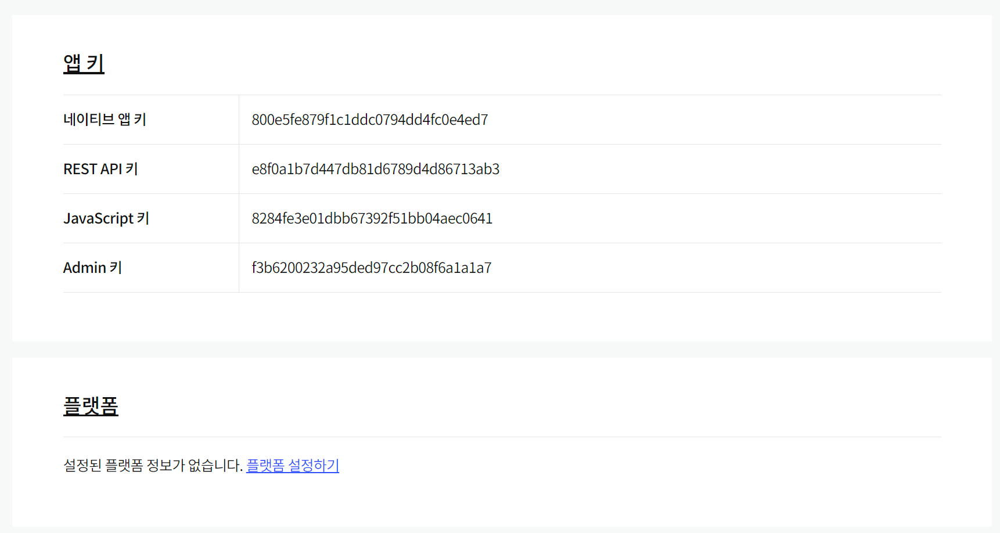 앱 키
네이티브 앱 키 800e5fe879f1c1ddc0794dd4fc0e4ed7
REST API 키 e8f0a1b7d447db81d6789d4d86713ab3
JavaScript 키 8284fe3e01dbb67392f51bb04aec0641
Admin 키 f3b6200232a95ded97cc2b08f6a1a1a7
플랫폼
설정된 플랫폼 정보가 없습니다. 플랫폼 설정하기